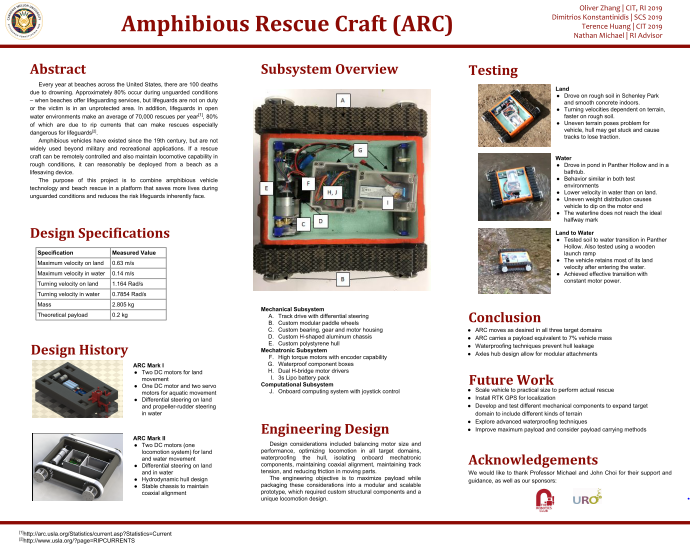 Amphibious Rescue Craft (ARC)
Oliver Zhang | CIT, RI 2019
Dimitrios Konstantinidis | SCS 2019
Terence Huang | CIT 2019
Nathan Michael | RI Advisor
Abstract
Every year at beaches across the United States, there are 100 deaths
due to drowning. Approximately 80% occur during unguarded conditions
– when beaches offer lifeguarding services, but lifeguards are not on duty
or the victim is in an unprotected area. In addition, lifeguards in open
water environments make an average of 70,000 rescues per year[1]. 80%
of which are due to rip currents that can make rescues especially
dangerous for lifeguards[2].
Amphibious vehicles have existed since the 19th century, but are not
widely used beyond military and recreational applications. If a rescue
craft can be remotely controlled and also maintain locomotive capability in
rough conditions, it can reasonably be deployed from a beach as a
lifesaving device.
The purpose of this project is to combine amphibious vehicle
technology and beach rescue in a platform that saves more lives during
unguarded conditions and reduces the risk lifeguards inherently face.
Design Specifications
Specification Measured Value
Maximum velocity on land 0.63 m/s
Maximum velocity in water 0.14 m/s
Turning velocity on land 1.164 Rad/s
Turning velocity in water 0.7854 Rad/s
Mass 2.805 kg
Theoretical payload 0.2 kg
Design History
ARC Mark I
● Two DC motors for land
movement
● One DC motor and two servo
motors for aquatic movement
● Differential steering on land
and propeller-rudder steering
in water
ARC Mark II
● Two DC motors (one
locomotion system) for land
and water movement
● Differential steering on land
and in water
● Hydrodynamic hull design
● Stable chassis to maintain
coaxial alignment
Subsystem Overview
A
G
E
F
H, J
I
C
D
B
Mechanical Subsystem
A. Track drive with differential steering
B. Custom modular paddle wheels
C. Custom bearing, gear and motor housing
D. Custom H-shaped aluminum chassis
E. Custom polystyrene hull
Mechatronic Subsystem
F. High torque motors with encoder capability
G. Waterproof component boxes
H. Dual H-bridge motor drivers
I. 3s Lipo battery pack
Computational Subsystem
J. Onboard computing system with joystick control
Engineering Design
Design considerations included balancing motor size and
performance, optimizing locomotion in all target domains,
waterproofing the hull, isolating onboard mechatronic
components, maintaining coaxial alignment, maintaining track
tension, and reducing friction in moving parts.
The engineering objective is to maximize payload while
packaging these considerations into a modular and scalable
prototype, which required custom structural components and a
unique locomotion design.
Testing
Land
● Drove on rough soil in Schenley Park
and smooth concrete indoors.
● Turning velocities dependent on terrain,
faster on rough soil.
● Uneven terrain poses problem for
vehicle, hull may get stuck and cause
tracks to lose traction.
Water
● Drove in pond in Panther Hollow and in a
bathtub.
● Behavior similar in both test
environments
● Lower velocity in water than on land.
● Uneven weight distribution causes
vehicle to dip on the motor end
● The waterline does not reach the ideal
halfway mark
Land to Water
● Tested soil to water transition in Panther
Hollow. Also tested using a wooden
launch ramp
● The vehicle retains most of its land
velocity after entering the water.
● Achieved effective transition with
constant motor power.
Conclusion
● ARC moves as desired in all three target domains
● ARC carries a payload equivalent to 7% vehicle mass
● Waterproofing techniques prevent hull leakage
● Axles hub design allow for modular attachments
Future Work
● Scale vehicle to practical size to perform actual rescue
● Install RTK GPS for localization
● Develop and test different mechanical components to expand target
domain to include different kinds of terrain
● Explore advanced waterproofing techniques
● Improve maximum payload and consider payload carrying methods
Acknowledgements
We would like to thank Professor Michael and John Choi for their support and
guidance, as well as our sponsors:
URO
[1]http://arc.usla.org/Statistics/current.asp?Statistics=Current
[2]http://www.usla.org/?page=RIPCURRENTS